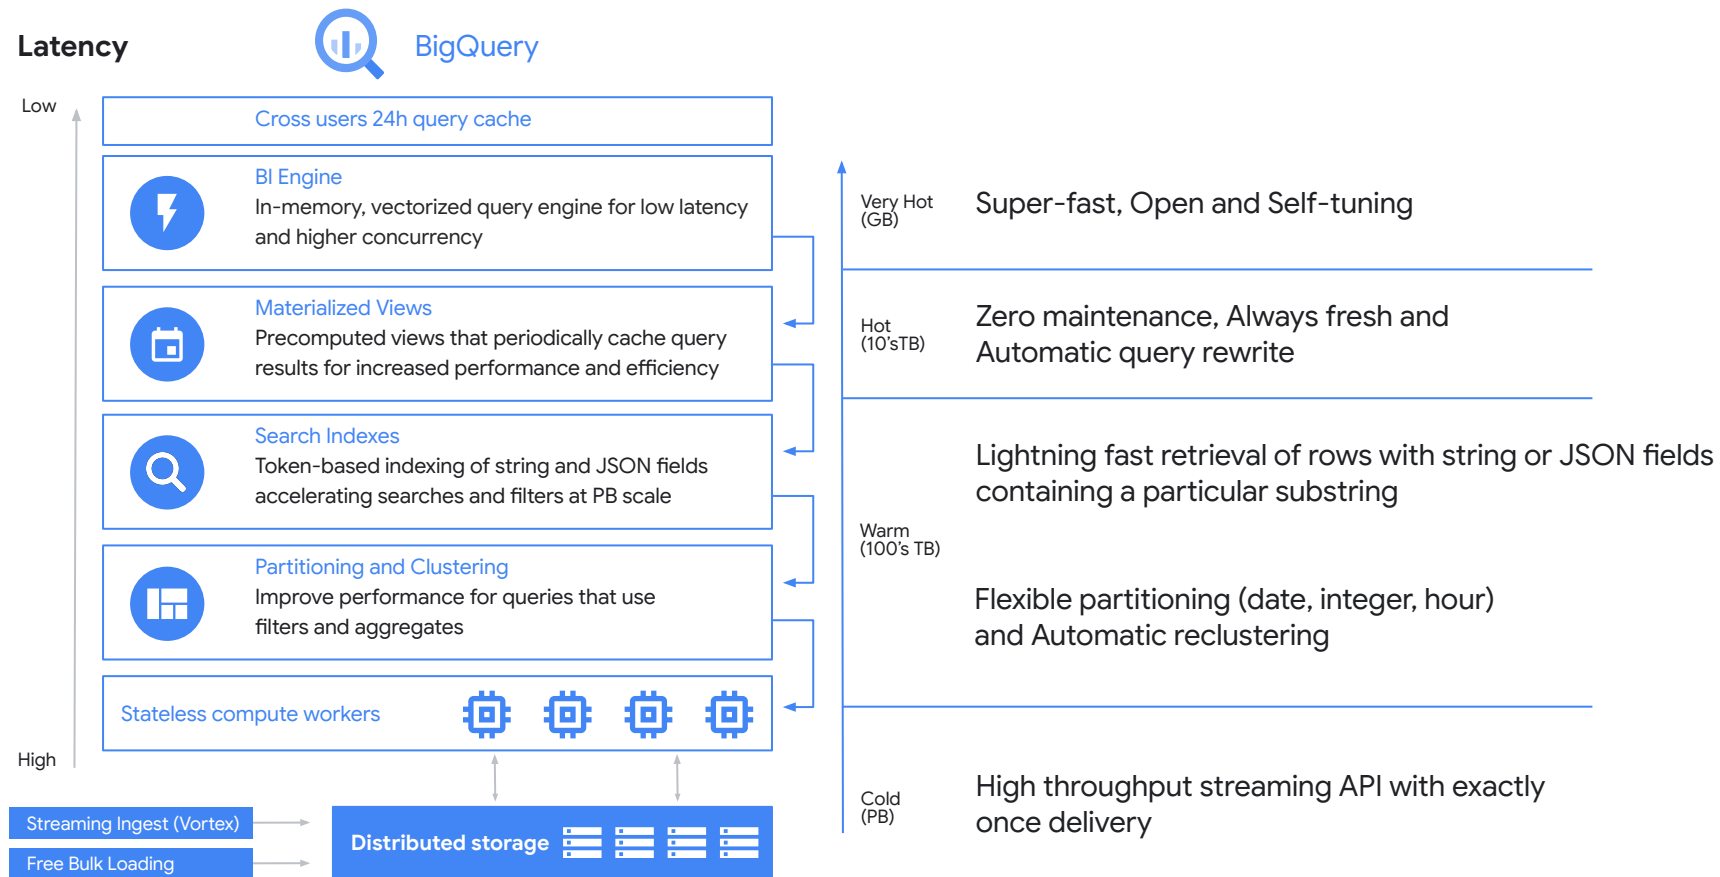 Latency
BigQuery
Low
Cross users 24h query cache
BI Engine
In-memory, vectorized query engine for low latency
and higher concurrency
Very Hot
(GB)
Super-fast, Open and Self-tuning
Materialized Views
Precomputed views that periodically cache query
results for increased performance and efficiency
Hot
(10'sTB)
Zero maintenance, Always fresh and
Automatic query rewrite
Search Indexes
Token-based indexing of string and JSON fields
accelerating searches and filters at PB scale
Lightning fast retrieval of rows with string or JSON fields
containing a particular substring
Warm
(100's TB)
Partitioning and Clustering
Improve performance for queries that use
filters and aggregates
Flexible partitioning (date, integer, hour)
and Automatic reclustering
Stateless compute workers
High
Streaming Ingest (Vortex)
Free Bulk Loading
Distributed storage
Cold
(PB)
High throughput streaming API with exactly
once delivery